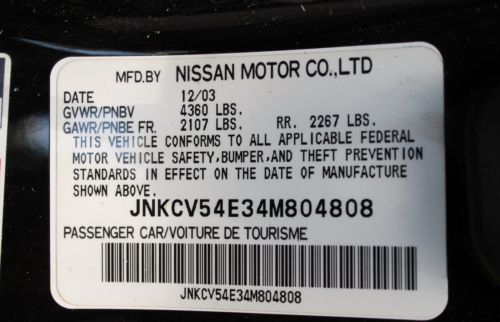 MFD.BY NISSAN MOTOR CO.,LTD
DATE 12/03
GVWR/PNBV 4360 LBS.
GAWR/PNBE FR. 2107 LBS. RR. 2267 LBS.
THIS VEHICLE CONFORMS TO ALL APPLICABLE FEDERAL
MOTOR VEHICLE SAFETY,BUMPER,AND THEFT PREVENTION
STANDARDS IN EFFECT ON THE DATE OF MANUFACTURE
SHOWN ABOVE.
JNKCV54E34M804808
PASSENGER CAR/VOITURE DE TOURISME
JNKCV54E34M804808